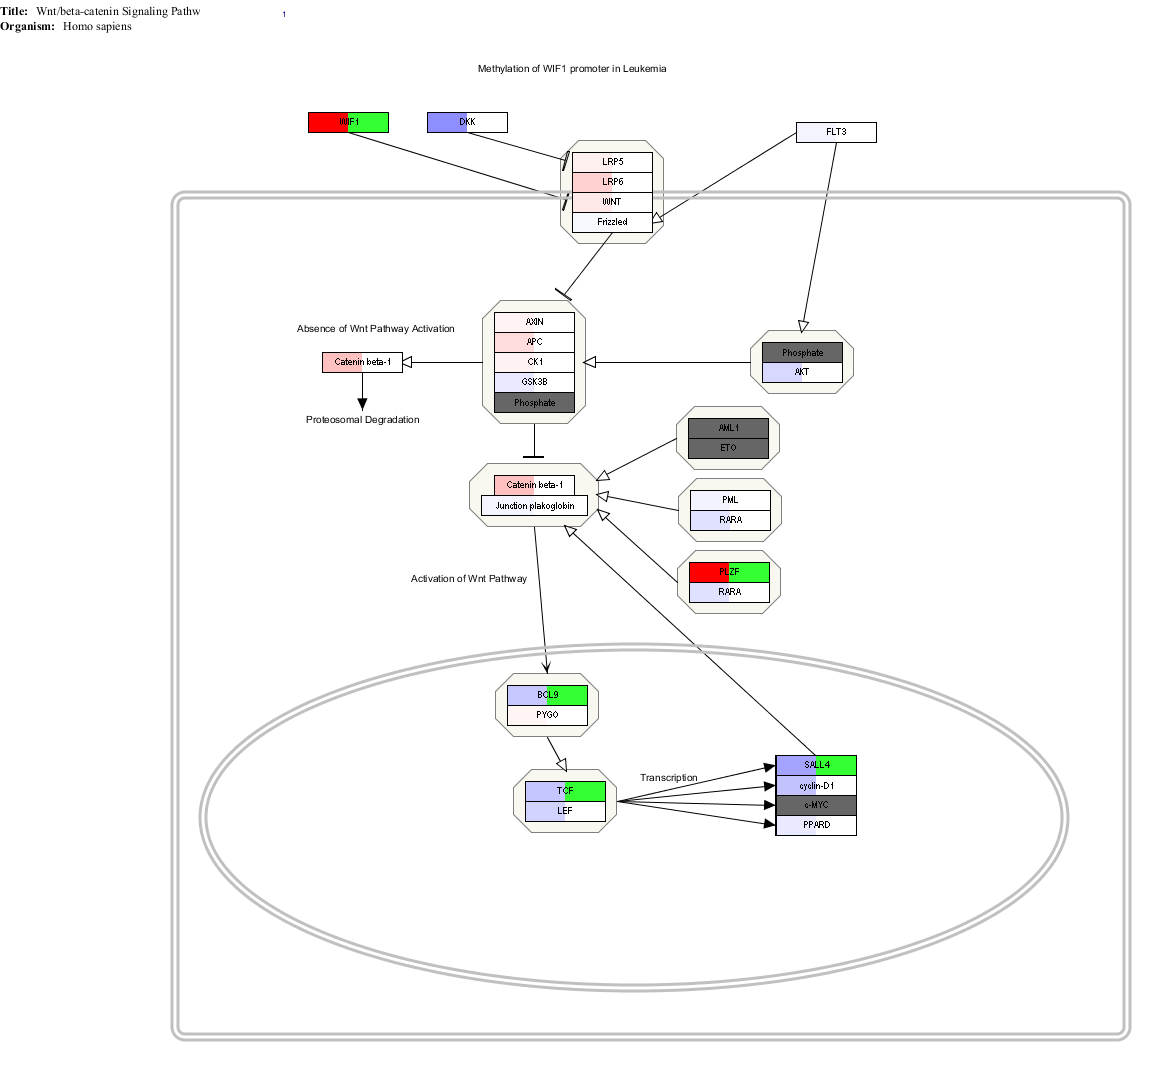 Title: Wnt/beta-catenin Signaling Pathw
1
Organism: Homo sapiens
Methylation of WIF1 promoter in Leukemia
WIF1
DKK
FLT3
LRP5
LRP6
WNT
Frizzled
Absence of Wnt Pathway Activation
AXIN
APC
CK1
GSK3B
Phosphate
Catenin beta-1
Proteosomal Degradation
Phosphate
AKT
AML1
ETO
Catenin beta-1
Junction plakoglobin
PML
RARA
PLZF
RARA
Activation of Wnt Pathway
BCL9
PYGO
TCF
LEF
Transcription
SALL4
cyclin-D1
c-MYC
PPARD